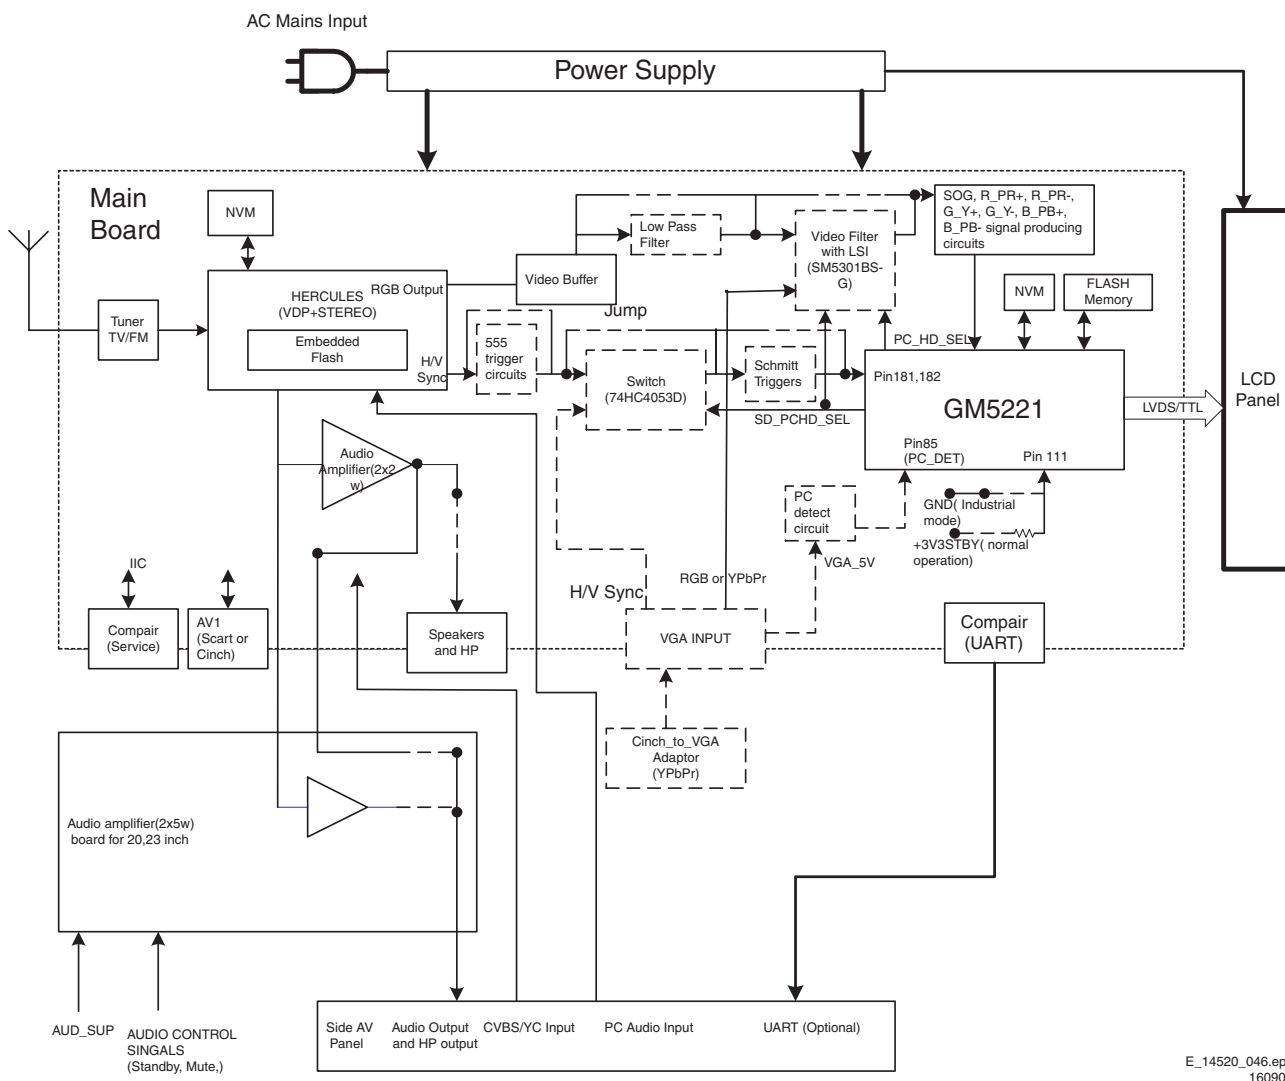 AC Mains Input
Power Supply
Main
Board
NVM
SOG, R_PR+, R_PR-,
G_Y+, G_Y-, B_PB+,
B_PB- signal producing
circuits
Low Pass
Filter
Video Filter
with LSI
(SM5301BS-
G)
Video Buffer
RGB Output
HERCULES
(VDP+STEREO)
Embedded
Flash
H/V
Sync
Tuner
TV/FM
Jump
555
trigger
circuits
Switch
(74HC4053D)
Schmitt
Triggers
PC_HD_SEL
NVM
FLASH
Memory
Pin181,182
GM5221
SD_PCHD_SEL
Pin85
(PC_DET)
Pin 111
LVDS/TTL
LCD
Panel
Audio
Amplifier(2x2
w)
PC
detect
circuit
GND( Industrial
mode)
+3V3STBY( normal
operation)
VGA_5V
RGB or YPbPr
H/V Sync
IIC
Compair
(Service)
AV1
(Scart or
Cinch)
Speakers
and HP
VGA INPUT
Compair
(UART)
Cinch_to_VGA
Adaptor
(YPbPr)
Audio amplifier(2x5w)
board for 20,23 inch
AUD_SUP
AUDIO CONTROL
SINGALS
(Standby, Mute,)
Side AV
Panel
Audio Output
and HP output
CVBS/YC Input
PC Audio Input
UART (Optional)
E_14520_046.ep
16090